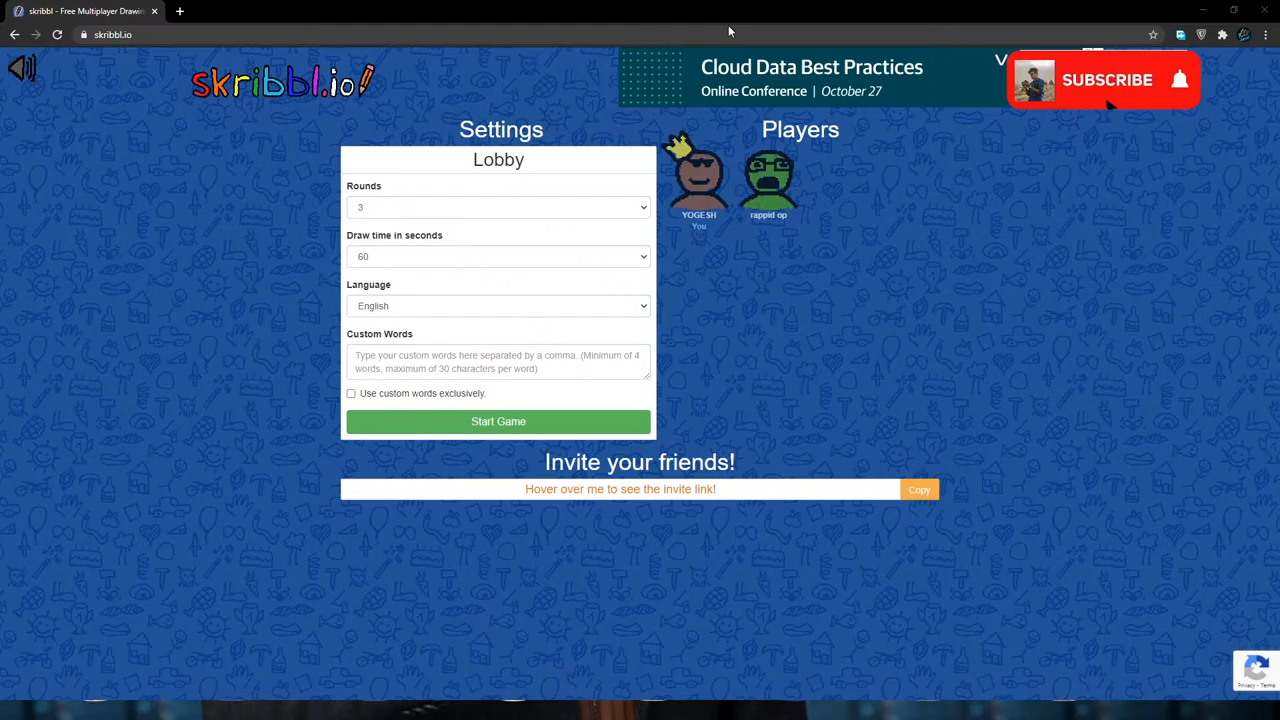 skribbl - Free Multiplayer Drawin
skribbl.io
skribbl.io
Cloud Data Best Practices
Online Conference | October 27
SUBSCRIBE
Settings
Players
Lobby
Rounds
3
Draw time in seconds
60
Language
English
Custom Words
Type your custom words here separated by a comma. (Minimum of 4
words, maximum of 30 characters per word)
Use custom words exclusively.
Start Game
YOGESH
You
rappid op
Invite your friends!
Hover over me to see the invite link!
Copy
Privacy - Terms